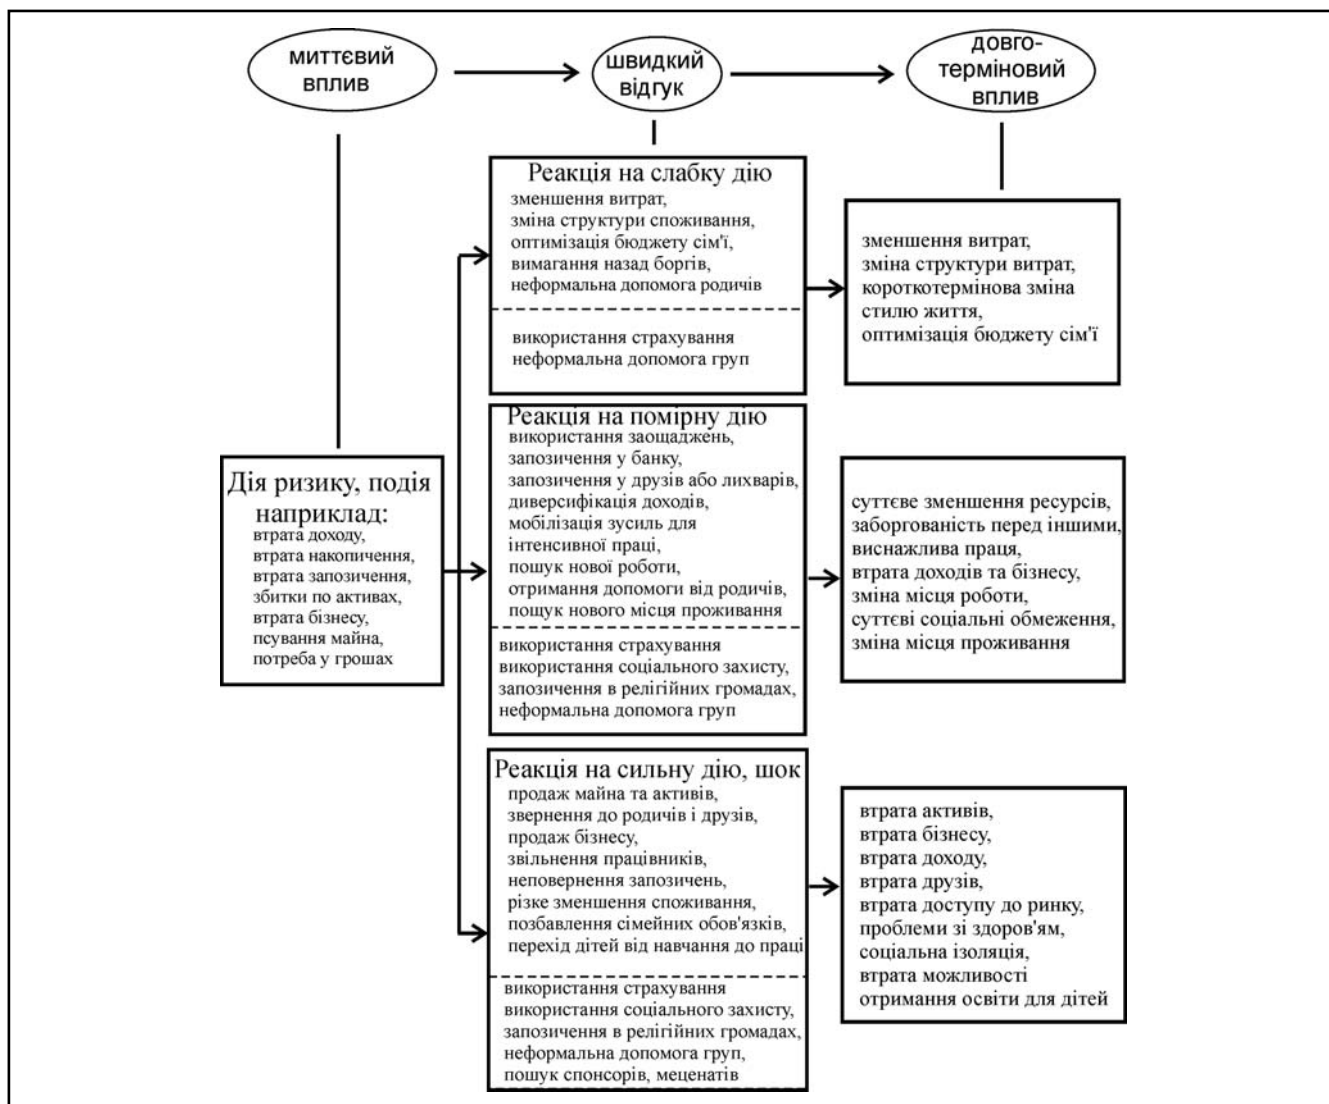 миттєвий
вплив
швидкий
відгук
довго-
терміновий
вплив
Дія ризику, подія
наприклад:
втрата доходу,
втрата накопичення,
втрата запозичення,
збитки по активах,
втрата бізнесу,
псування майна,
потреба у грошах
Реакція на слабку дію
зменшення витрат,
зміна структури споживання,
оптимізація бюджету сім'ї,
вимагання назад боргів,
неформальна допомога родичів
використання страхування
неформальна допомога груп
зменшення витрат,
зміна структури витрат,
короткотермінова зміна
стилю життя,
оптимізація бюджету сім'ї
Реакція на помірну дію
використання заощаджень,
запозичення у банку,
запозичення у друзів або лихварів,
диверсифікація доходів,
мобілізація зусиль для
інтенсивної праці,
пошук нової роботи,
отримання допомоги від родичів,
пощук нового місця проживання
використання страхування
використання соціального захисту,
запозичення в релігійних громадах,
неформальна допомога груп
суттєве зменшення ресурсів,
заборгованість перед іншими,
виснажлива праця,
втрата доходів та бізнесу,
зміна місця роботи,
суттєві соціальні обмеження,
зміна місця проживання
Реакція на сильну дію, шок
продаж майна та активів,
звернення до родичів і друзів,
продаж бізнесу,
звільнення працівників,
неповернення запозичень,
різке зменшення споживання,
позбавлення сімейних обов'язків,
перехід дітей від навчання до праці
використання страхування
використання соціального захисту,
запозичення в релігійних громадах,
неформальна допомога груп,
пошук спонсорів, меценатів
втрата активів,
втрата бізнесу,
втрата доходу,
втрата друзів,
втрата доступу до ринку,
проблеми зі здоров'ям,
соціальна ізоляція,
втрата можливості
отримання освіти для дітей